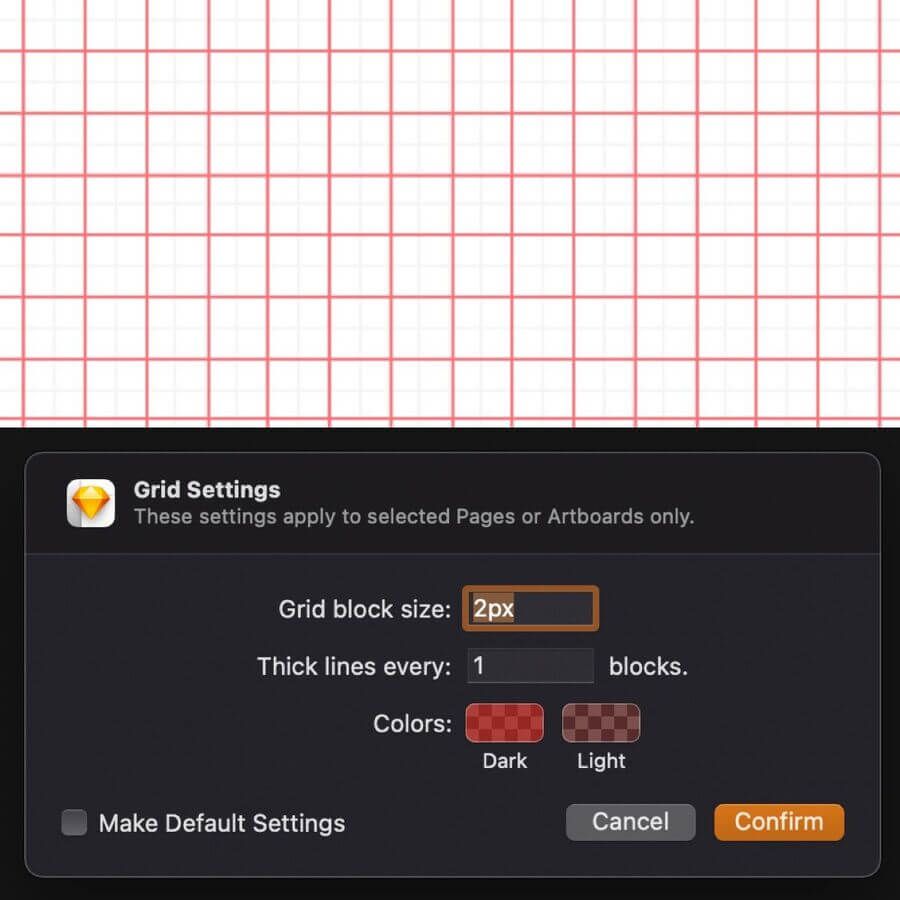 Grid Settings
These settings apply to selected Pages or Artboards only.
Grid block size: 2px
Thick lines every: 1 blocks.
Colors:
Dark Light
Make Default Settings Cancel Confirm